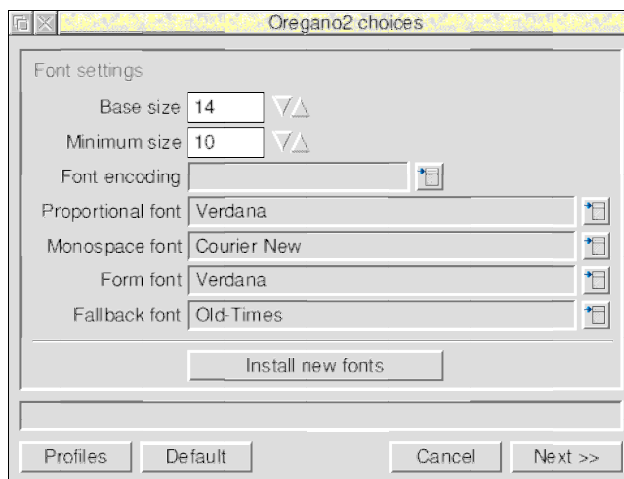 Oregano2 choices
Font settings
Base size 14
Minimum size 10
Font encoding
Proportional font Verdana
Monospace font Courier New
Form font Verdana
Fallback font Old-Times
Install new fonts
Profiles Default Cancel Next >>